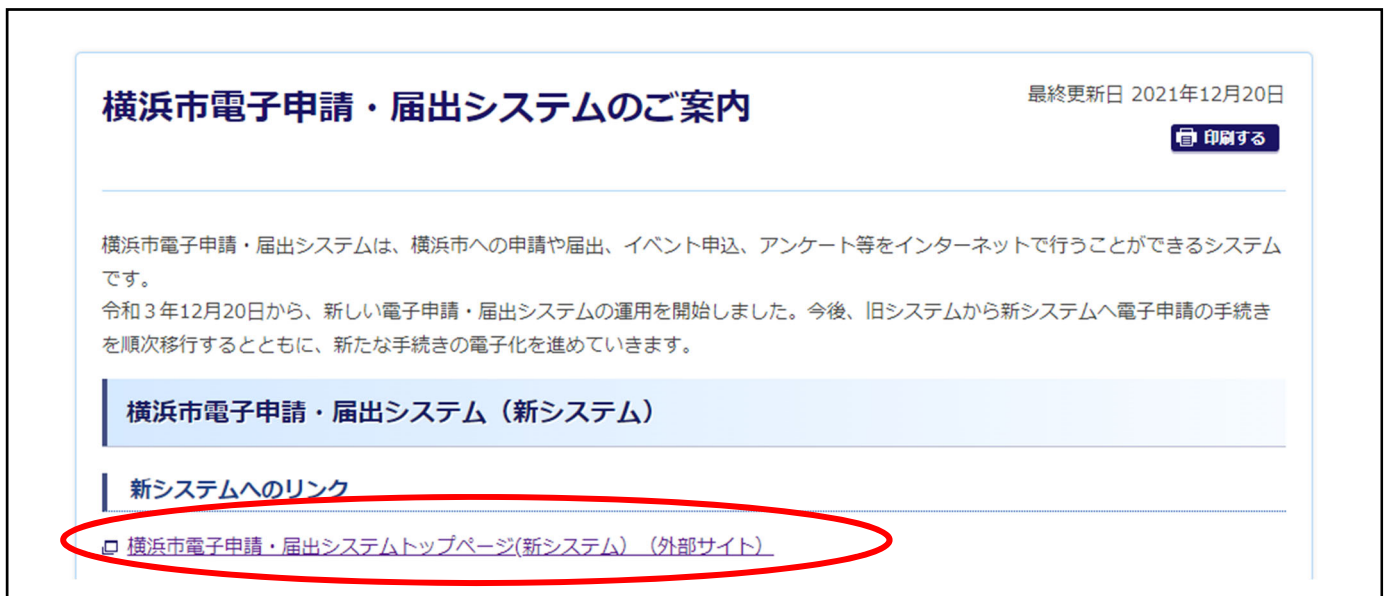 横浜市電子申請・届出システムのご案内
最終更新日 2021年12月20日
印刷する
横浜市電子申請・届出システムは、横浜市への申請や届出、イベント申込、アンケート等をインターネットで行うことができるシステム
です。
令和３年12月20日から、新しい電子申請・届出システムの運用を開始しました。今後、旧システムから新システムへ電子申請の手続き
を順次移行するとともに、新たな手続きの電子化を進めていきます。
横浜市電子申請・届出システム（新システム）
新システムへのリンク
横浜市電子申請・届出システムトップページ(新システム）（外部サイト）